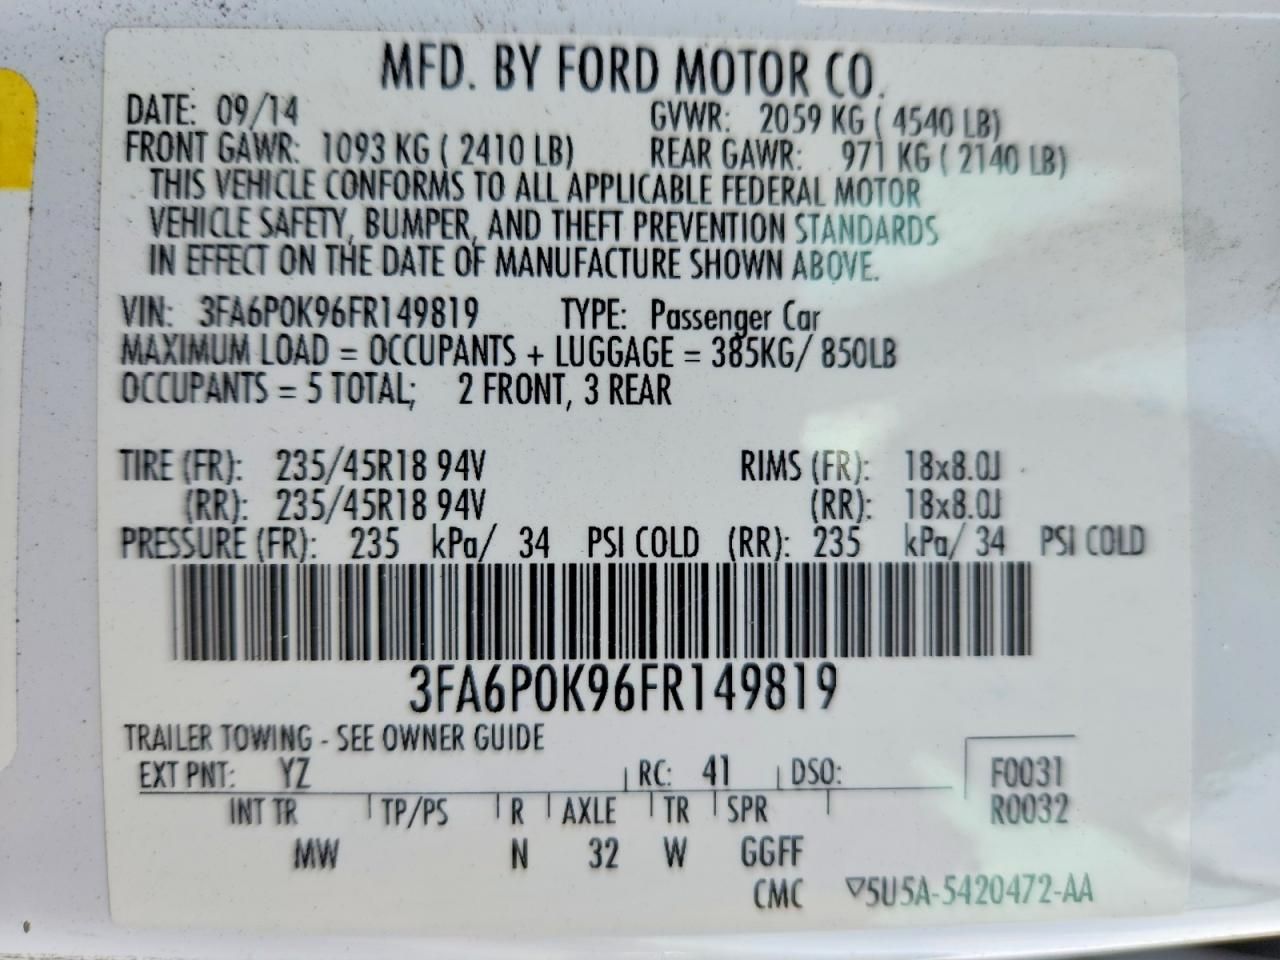 MFD. BY FORD MOTOR CO.
DATE: 09/14 GVWR: 2059 KG ( 4540 LB)
FRONT GAWR: 1093 KG ( 2410 LB) REAR GAWR: 971 KG ( 2140 LB)
THIS VEHICLE CONFORMS TO ALL APPLICABLE FEDERAL MOTOR
VEHICLE SAFETY, BUMPER, AND THEFT PREVENTION STANDARDS
IN EFFECT ON THE DATE OF MANUFACTURE SHOWN ABOVE.
VIN: 3FA6P0K96FR149819 TYPE: Passenger Car
MAXIMUM LOAD = OCCUPANTS + LUGGAGE = 385KG/ 850LB
OCCUPANTS = 5 TOTAL; 2 FRONT, 3 REAR
TIRE (FR): 235/45R18 94V RIMS (FR): 18x8.0J
(RR): 235/45R18 94V (RR): 18x8.0J
PRESSURE (FR): 235 kPa/ 34 PSI COLD (RR): 235 kPa/ 34 PSI COLD
3FA6P0K96FR149819
TRAILER TOWING - SEE OWNER GUIDE
EXT PNT: YZ RC: 41 DSO: F0031
INT TR TP/PS R AXLE TR SPR R0032
MW N 32 W GGFF
CMC ▽5U5A-5420472-AA